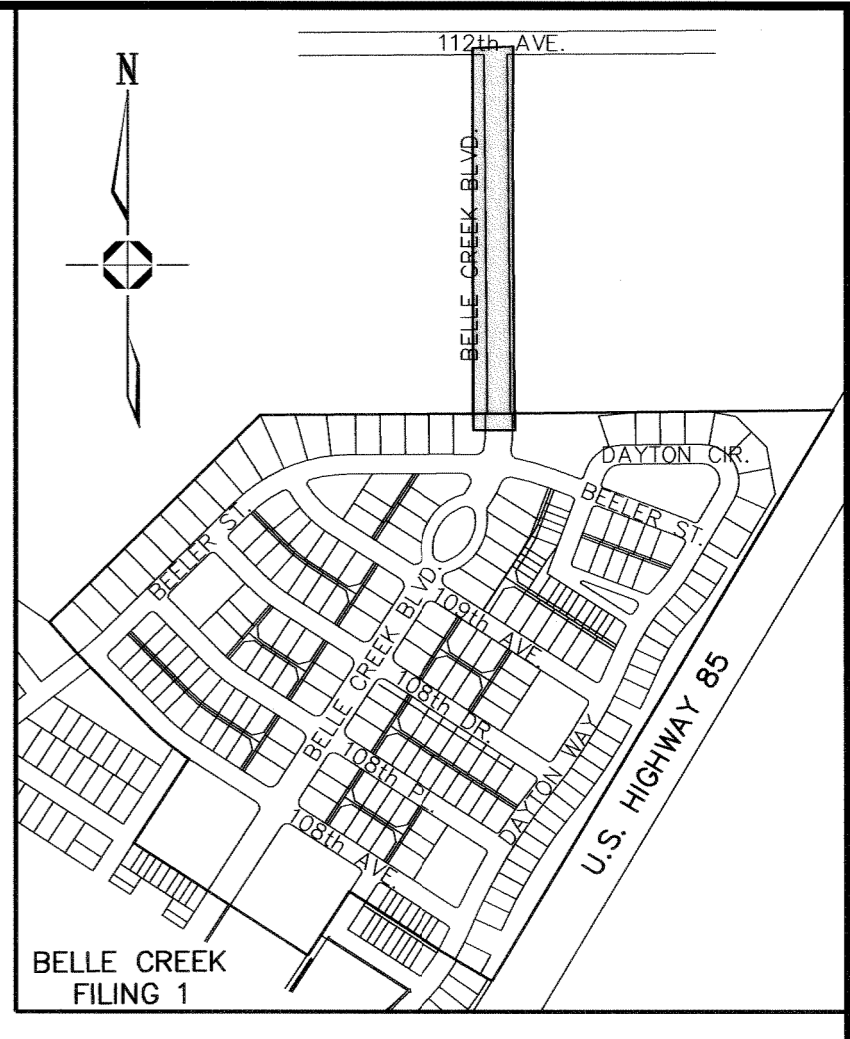 112th AVE.
N
BELLE CREEK BLVD.
DAYTON CIR.
BEELER ST.
BEELER ST.
BELLE CREEK BLVD.
109th AVE.
108th DR.
108th PL.
108th AVE.
DAYTON WAY
U.S. HIGHWAY 85
BELLE CREEK
FILING 1